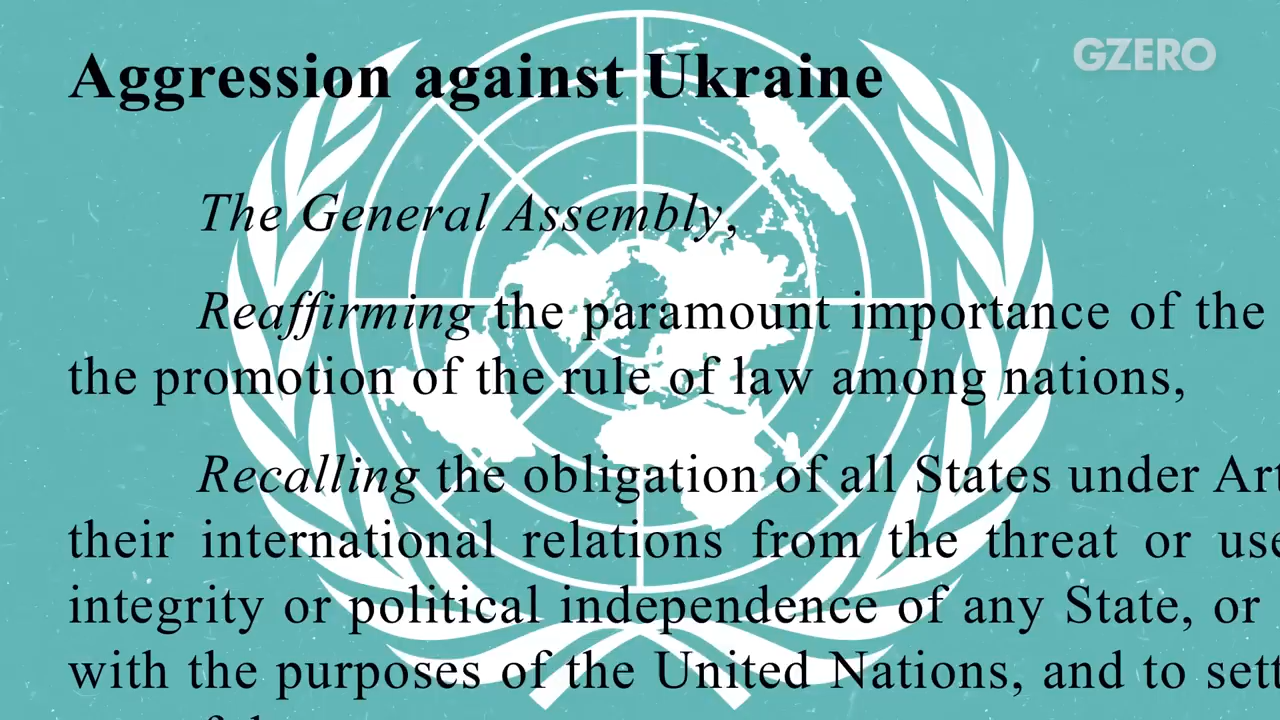 GZERO
Aggression against Ukraine
The General Assembly,
Reaffirming the paramount importance of the
the promotion of the rule of law among nations,
Recalling the obligation of all States under
their international relations from the threat or use
integrity or political independence of any State, or
with the purposes of the United Nations, and to